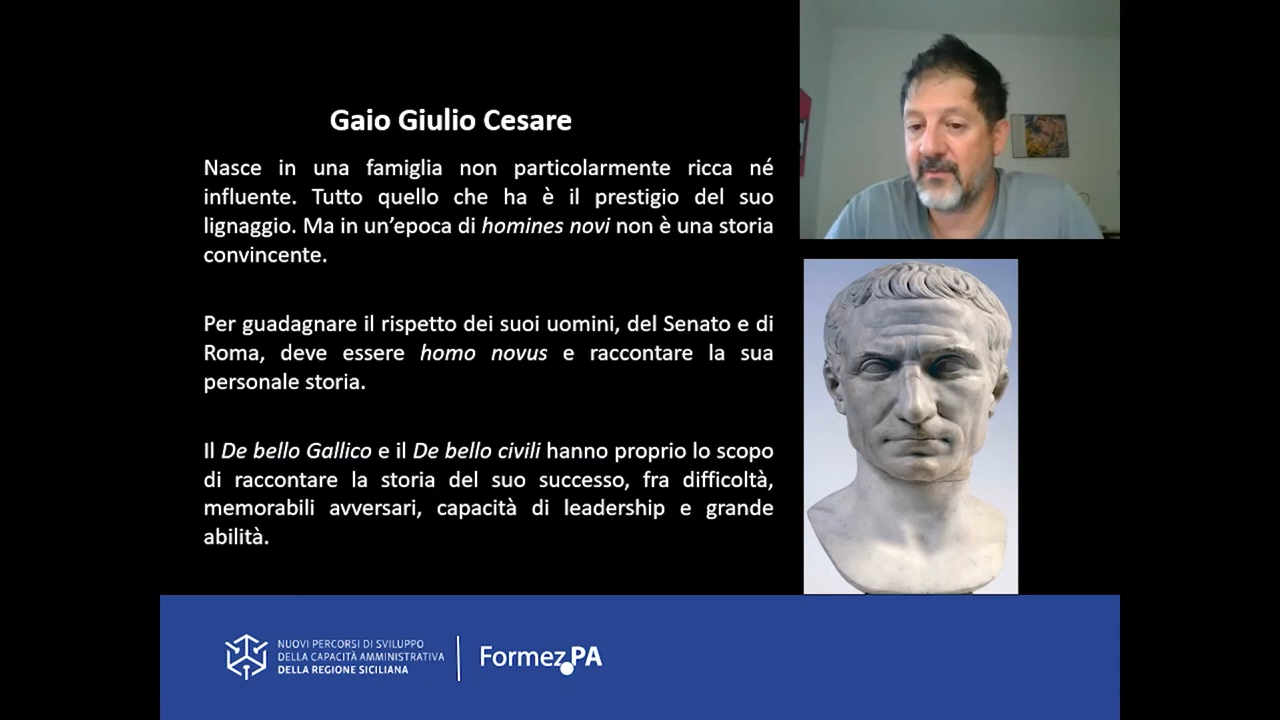 Gaio Giulio Cesare
Nasce in una famiglia non particolarmente ricca né
influente. Tutto quello che ha è il prestigio del suo
lignaggio. Ma in un’epoca di homines novi non è una storia
convincente.
Per guadagnare il rispetto dei suoi uomini, del Senato e di
Roma, deve essere homo novus e raccontare la sua
personale storia.
Il De bello Gallico e il De bello civili hanno proprio lo scopo
di raccontare la storia del suo successo, fra difficoltà,
memorabili avversari, capacità di leadership e grande
abilità.
NUOVI PERCORSI DI SVILUPPO
DELLA CAPACITÀ AMMINISTRATIVA
DELLA REGIONE SICILIANA
Formez PA